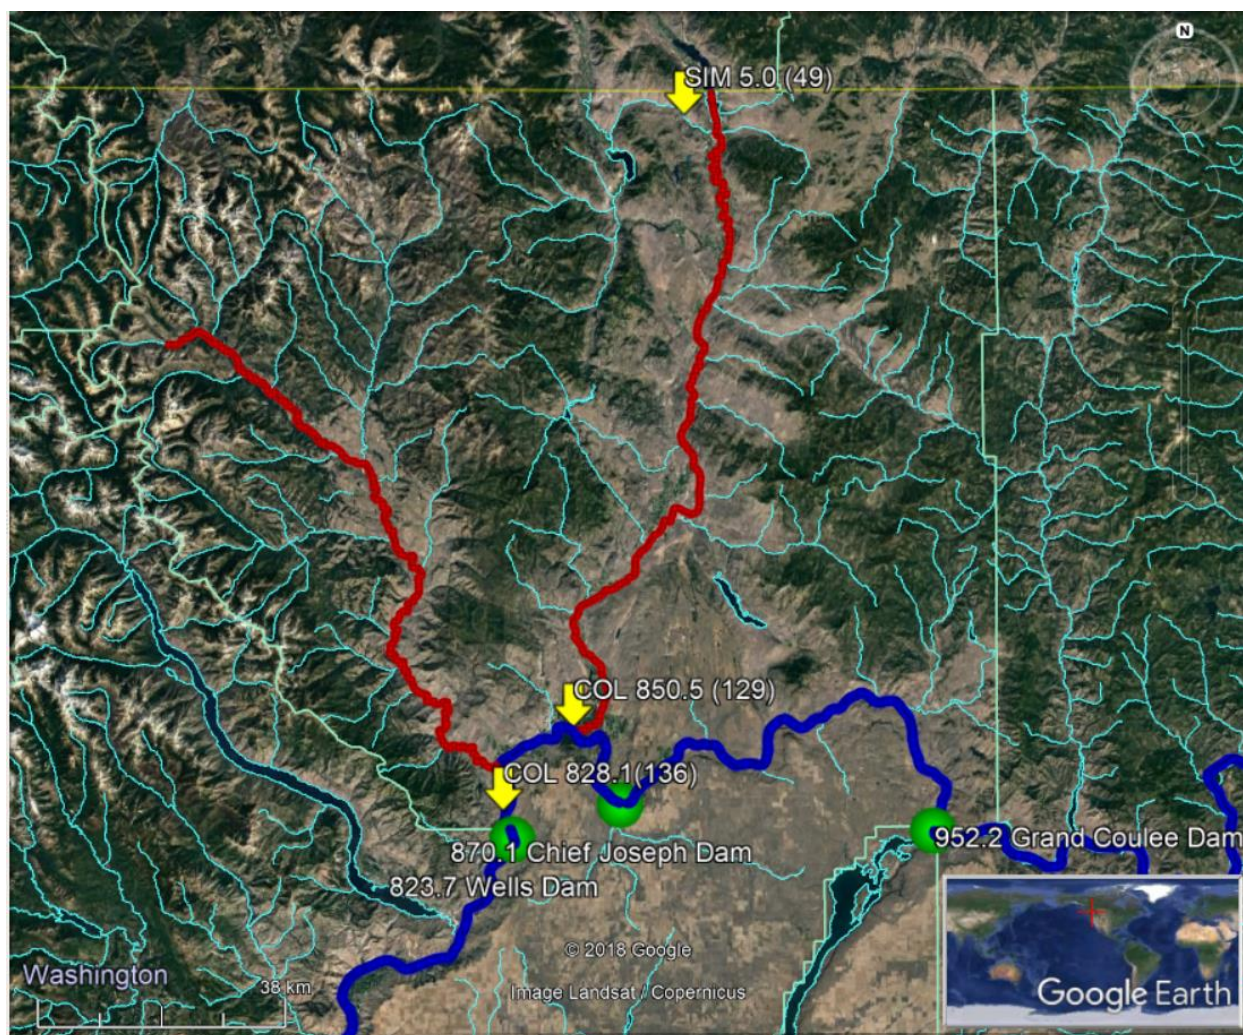 N
SIM 5.0 (49)
COL 850.5 (129)
COL 828.1(136)
870.1 Chief Joseph Dam
952.2 Grand Coulee Dam
823.7 Wells Dam
© 2018 Google
Washington
38 km
Image Landsat / Copernicus
Google Earth